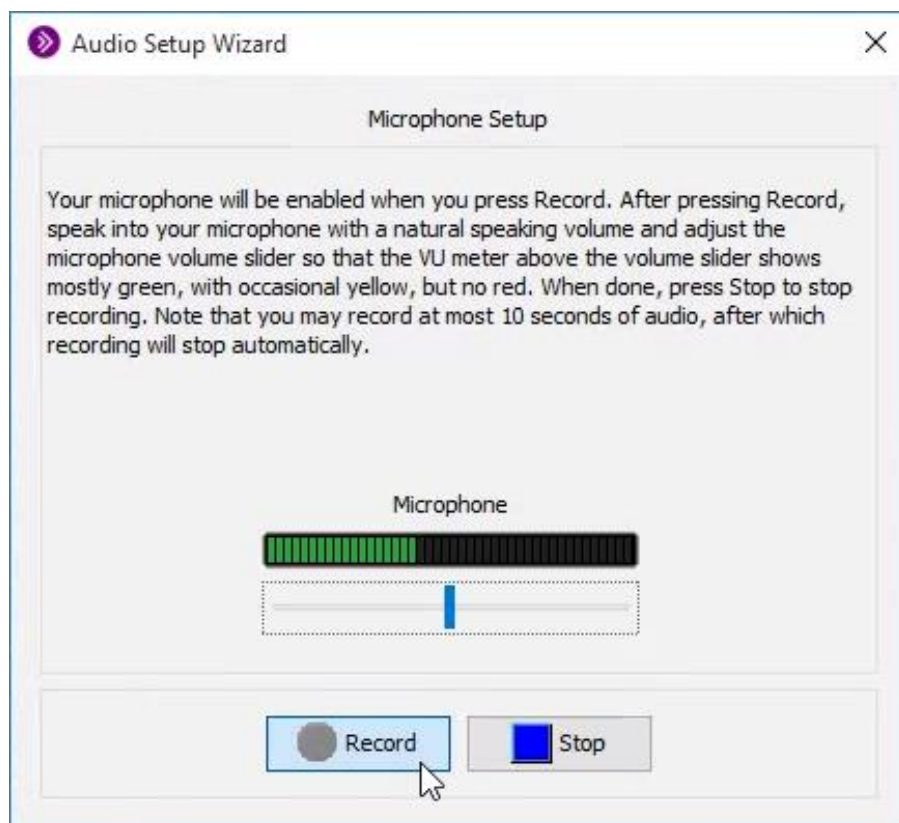 Audio Setup Wizard
Microphone Setup
Your microphone will be enabled when you press Record. After pressing Record,
speak into your microphone with a natural speaking volume and adjust the
microphone volume slider so that the VU meter above the volume slider shows
mostly green, with occasional yellow, but no red. When done, press Stop to stop
recording. Note that you may record at most 10 seconds of audio, after which
recording will stop automatically.
Microphone
Record
Stop